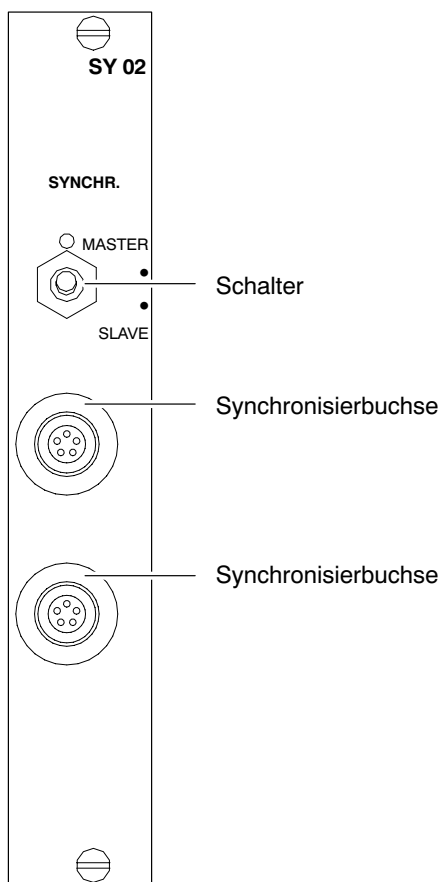 SY 02
SYNCHR.
MASTER
Schalter
SLAVE
Synchronisierbuchse
Synchronisierbuchse